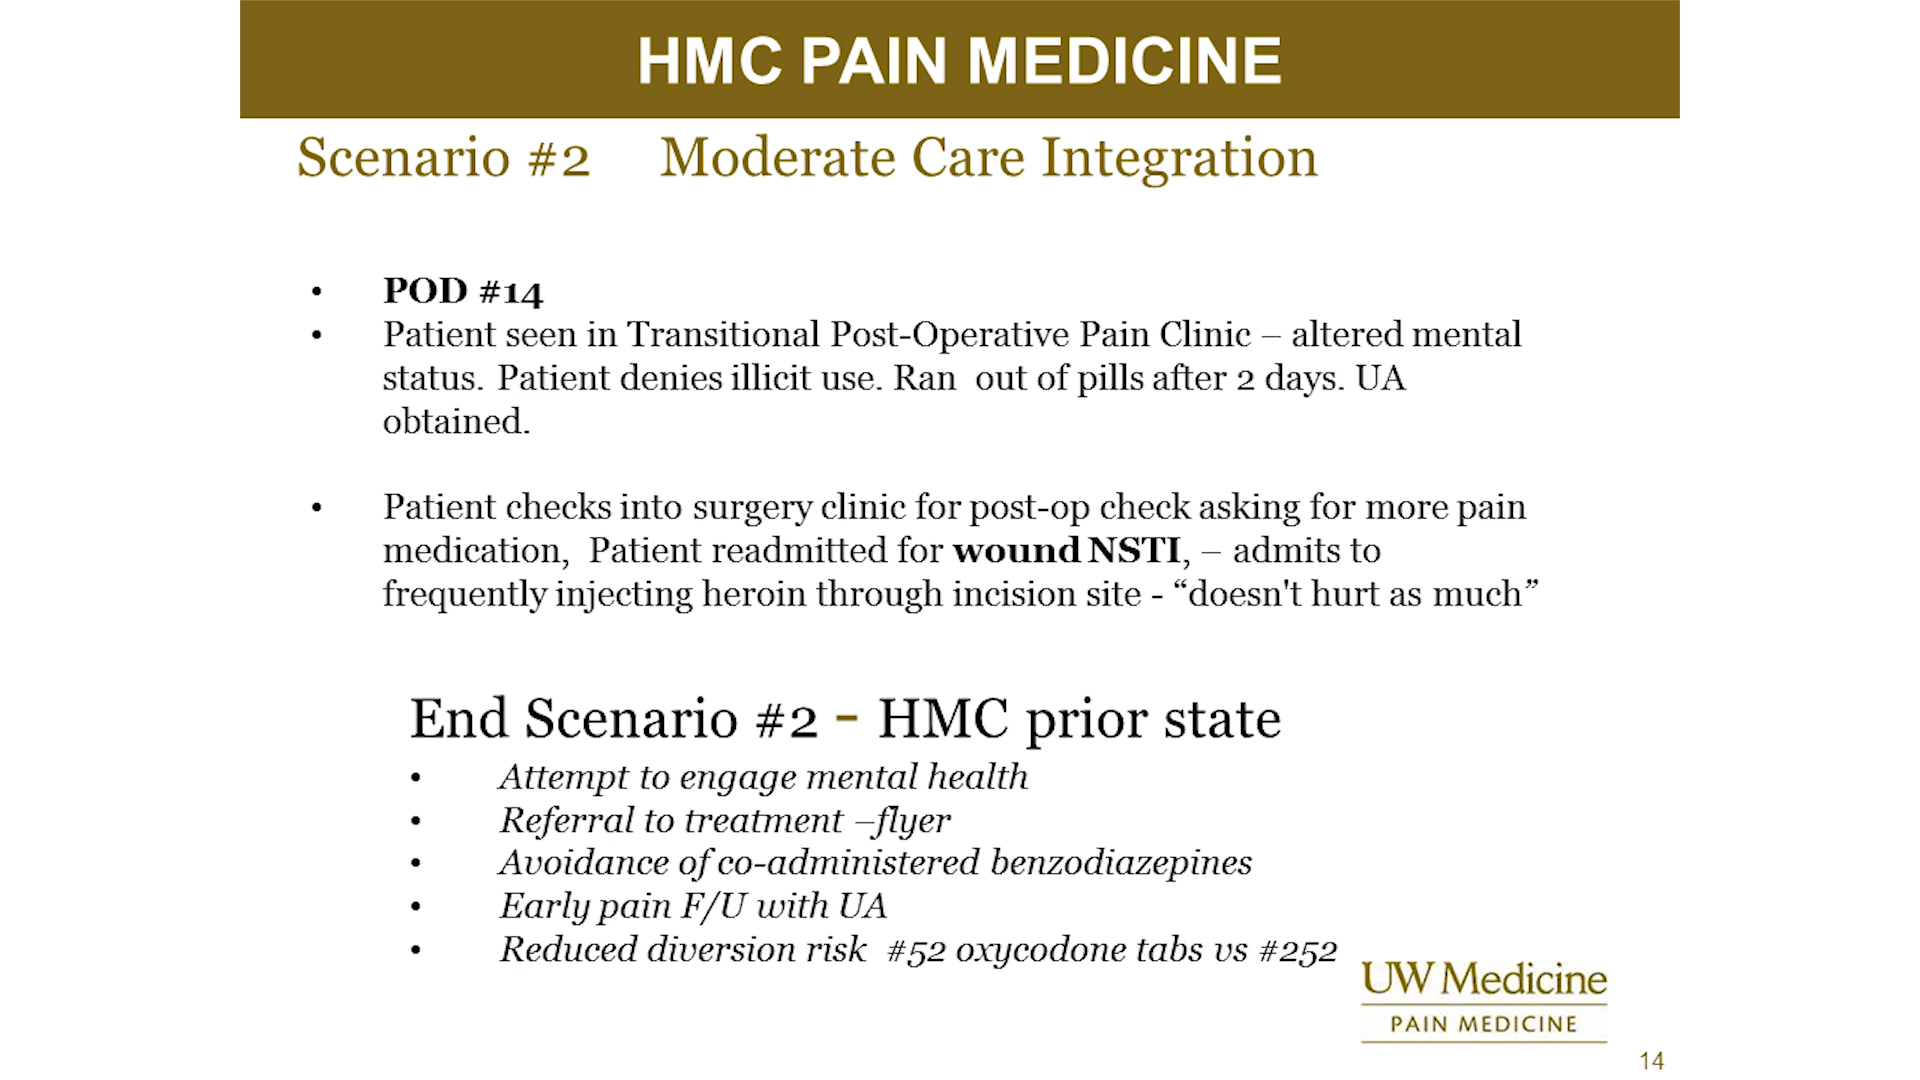 HMC PAIN MEDICINE
Scenario #2 Moderate Care Integration
• POD #14
• Patient seen in Transitional Post-Operative Pain Clinic – altered mental
status. Patient denies illicit use. Ran out of pills after 2 days. UA
obtained.
• Patient checks into surgery clinic for post-op check asking for more pain
medication, Patient readmitted for wound NSTI, – admits to
frequently injecting heroin through incision site - “doesn't hurt as much”
End Scenario #2 - HMC prior state
• Attempt to engage mental health
• Referral to treatment –flyer
• Avoidance of co-administered benzodiazepines
• Early pain F/U with UA
• Reduced diversion risk #52 oxycodone tabs vs #252
UW Medicine
PAIN MEDICINE
14